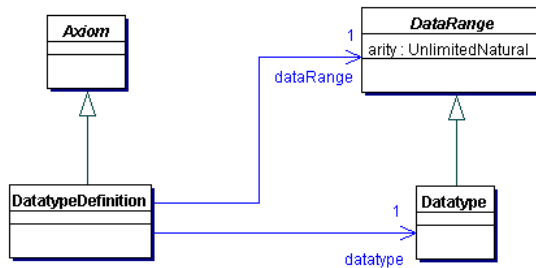 Axiom
DataRange
arity : UnlimitedNatural
1
dataRange
DatatypeDefinition
Datatype
1
datatype